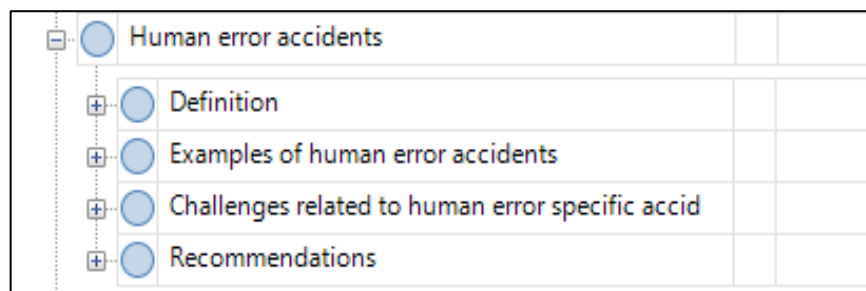 Human error accidents
Definition
Examples of human error accidents
Challenges related to human error specific accid
Recommendations